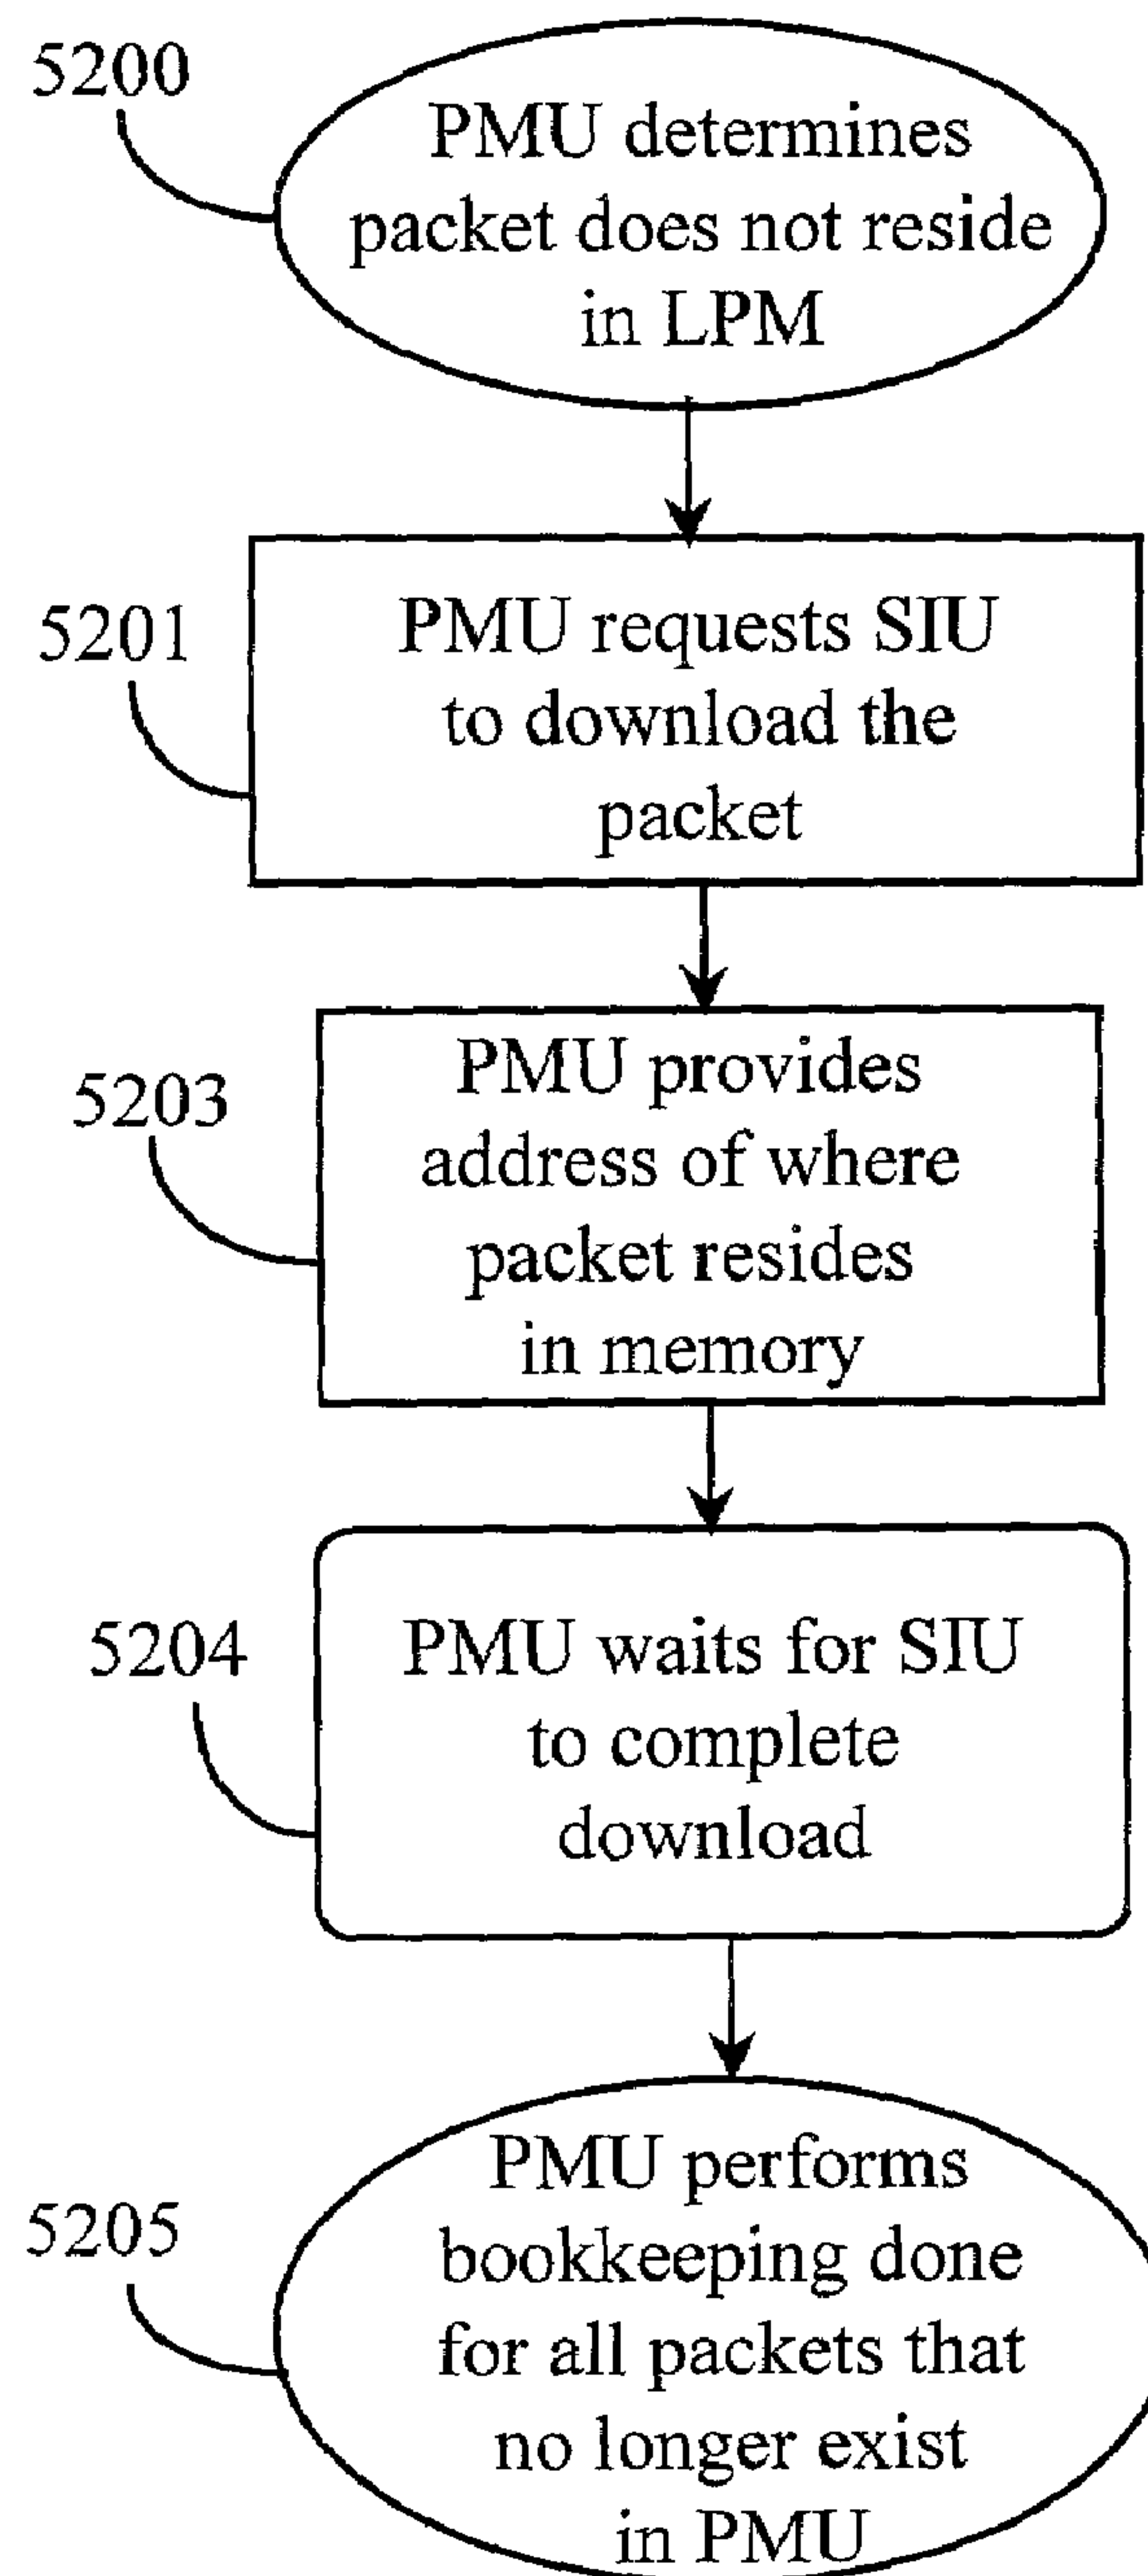 5200
PMU determines
packet does not reside
in LPM
5201
PMU requests SIU
to download the
packet
5203
PMU provides
address of where
packet resides
in memory
5204
PMU waits for SIU
to complete
download
5205
PMU performs
bookkeeping done
for all packets that
no longer exist
in PMU